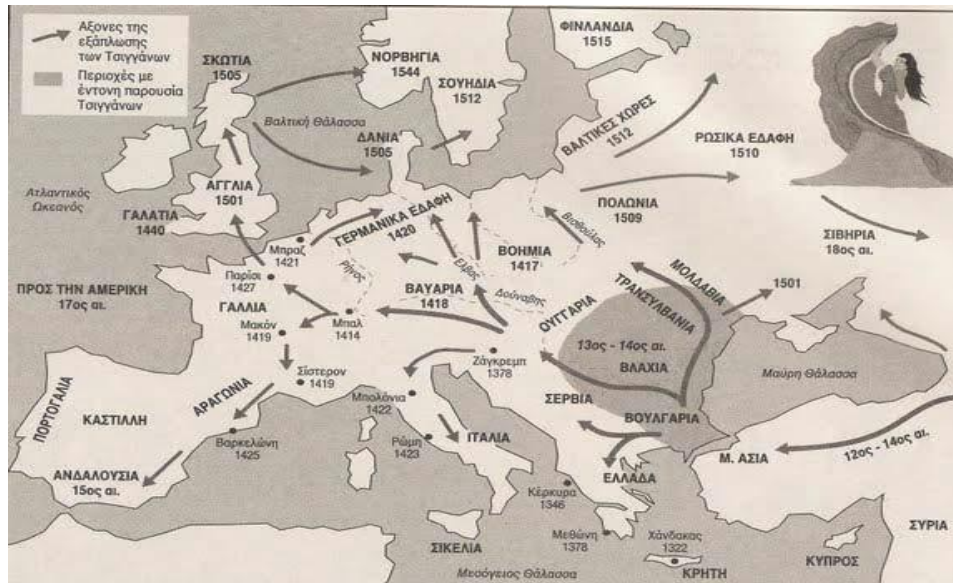 Άξονες της
εξάπλωσης
των Τσιγγάνων
Περιοχές με
έντονη παρουσία
Τσιγγάνων
ΣΚΩΤΙΑ
1505
ΝΟΡΒΗΓΙΑ
1544
ΦΙΝΛΑΝΔΙΑ
1515
ΣΟΥΗΔΙΑ
1512
Βαλτική Θάλασσα
ΔΑΝΙΑ
1505
ΒΑΛΤΙΚΕΣ ΧΩΡΕΣ
1512
ΡΩΣΙΚΑ ΕΔΑΦΗ
1510
Ατλαντικός
Ωκεανός
ΑΓΓΛΙΑ
1501
ΓΑΛΑΤΙΑ
1440
ΓΕΡΜΑΝΙΚΑ ΕΔΑΦΗ
1420
ΠΟΛΩΝΙΑ
1509
Βισθούλας
ΣΙΒΗΡΙΑ
18ος αι.
Μπραζ
1421
Ρήνος
Ελβας
ΒΟΗΜΙΑ
1417
Παρίσι
1427
ΒΑΥΑΡΙΑ
1418
Δούναβης
ΟΥΓΓΑΡΙΑ
ΤΡΑΝΣΥΛΒΑΝΙΑ
ΜΟΛΔΑΒΙΑ
1501
ΠΡΟΣ ΤΗΝ ΑΜΕΡΙΚΗ
17ος αι.
ΓΑΛΛΙΑ
Μακόν
1419
Μπαλ
1414
13ος - 14ος αι.
ΒΛΑΧΙΑ
Ζάγκρεμπ
1378
Μαύρη Θάλασσα
Σίστερον
1419
Μπολόνια
1422
ΣΕΡΒΙΑ
ΒΟΥΛΓΑΡΙΑ
ΠΟΡΤΟΓΑΛΙΑ
ΚΑΣΤΙΛΛΗ
ΑΡΑΓΩΝΙΑ
Βαρκελώνη
1425
Ρώμη
1423
ΙΤΑΛΙΑ
Μ. ΑΣΙΑ
12ος - 14ος αι.
ΑΝΔΑΛΟΥΣΙΑ
15ος αι.
ΕΛΛΑΔΑ
Κέρκυρα
1346
ΣΙΚΕΛΙΑ
Μεθώνη
1378
Χάνδακας
1322
ΚΡΗΤΗ
ΚΥΠΡΟΣ
ΣΥΡΙΑ
Μεσόγειος Θάλασσα